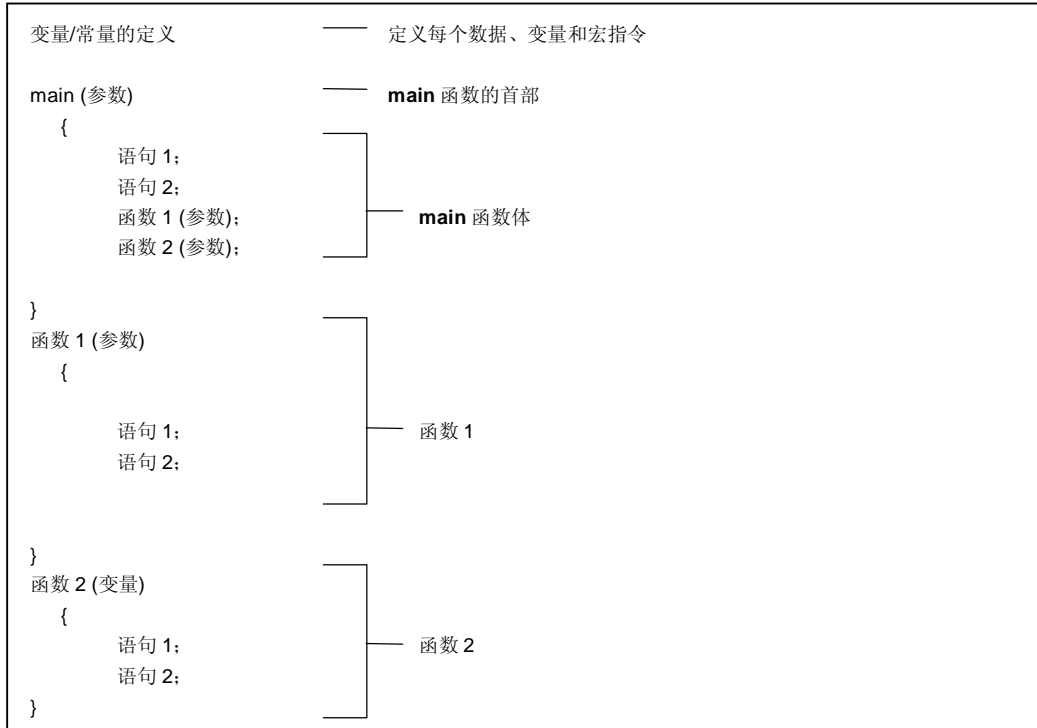 变量/常量的定义 定义每个数据、变量和宏指令
main (参数) main 函数的首部
{
语句 1；
语句 2；
函数 1 (参数)； main 函数体
函数 2 (参数)；
}
函数 1 (参数)
{
语句 1； 函数 1
语句 2；
}
函数 2 (变量)
{
语句 1； 函数 2
语句 2；
}